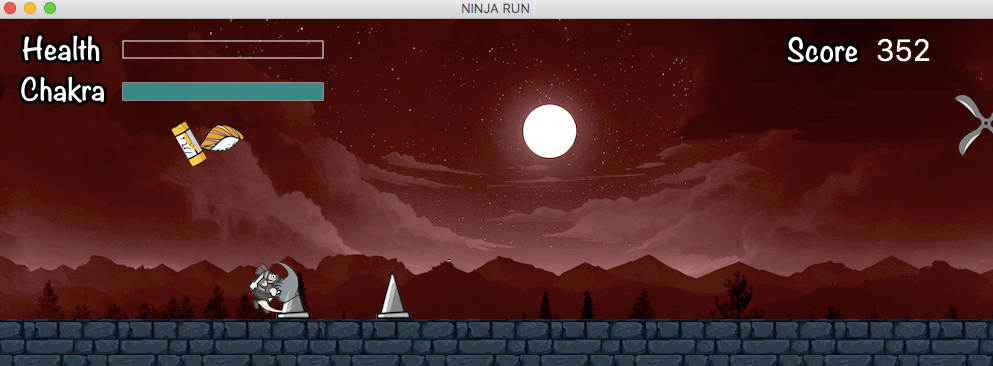 NINJA RUN
Health
Score 352
Chakra